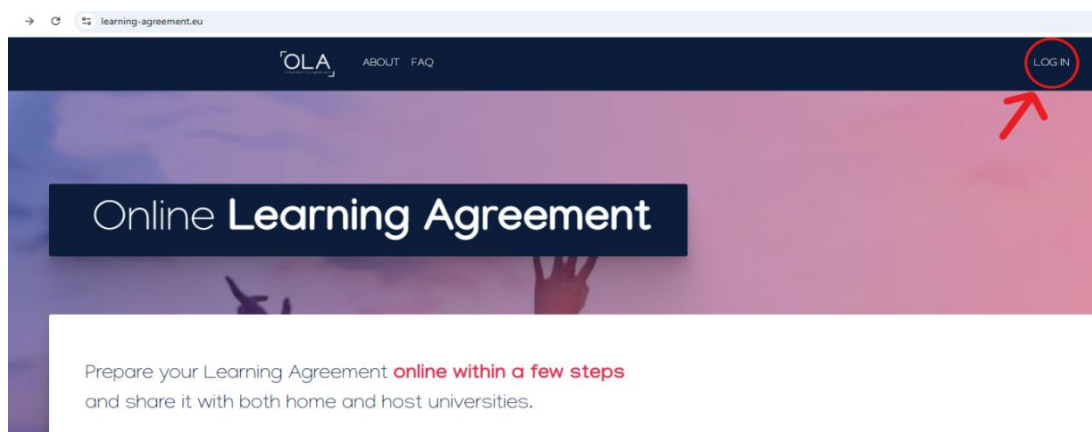 learning-agreement.eu
OLA
ABOUT FAQ
LOG IN
Online Learning Agreement
Prepare your Learning Agreement online within a few steps
and share it with both home and host universities.